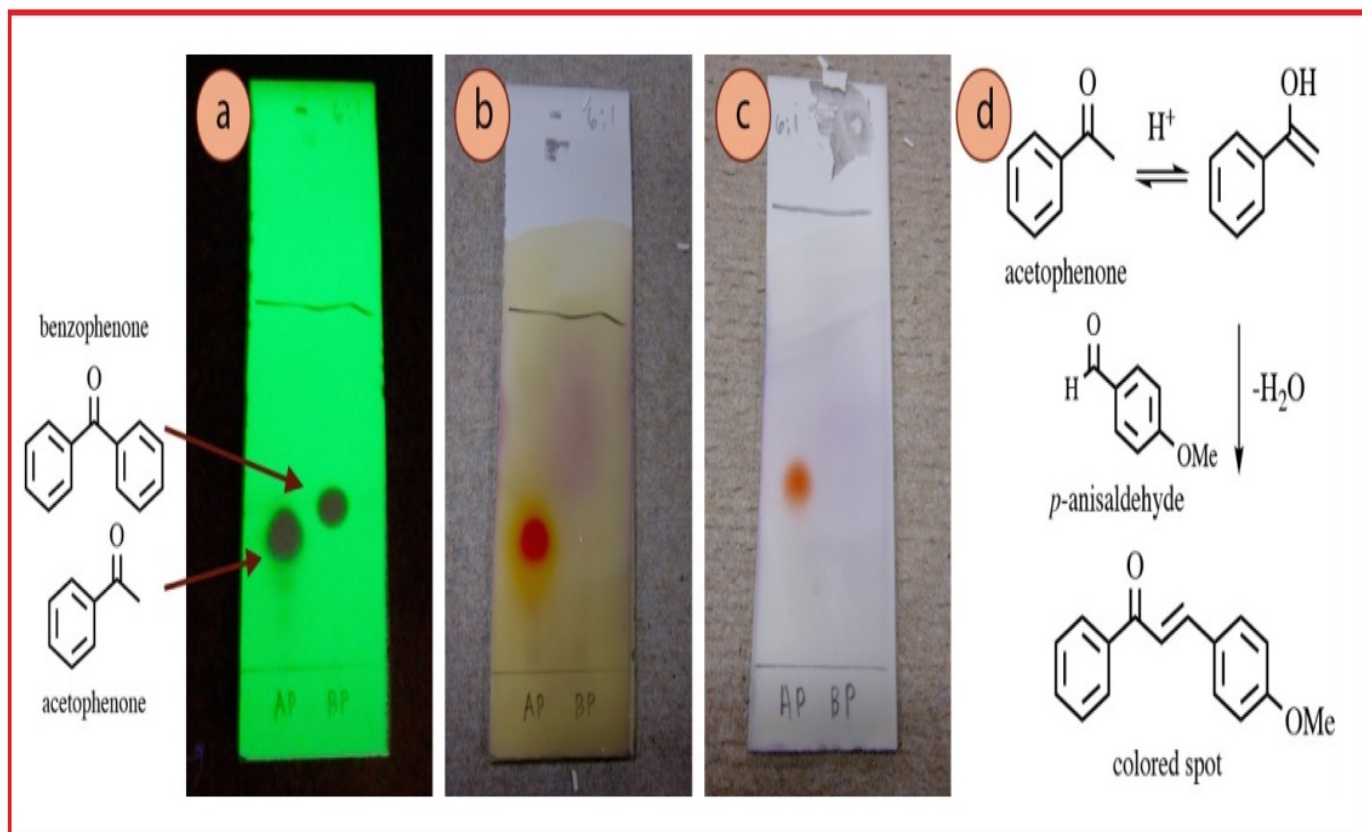 a
6:1
AP BP
benzophenone
O
O
acetophenone
b
6:1
AP BP
c
6:1
AP BP
d
O
H⁺
OH
acetophenone
O
H
OMe
-H₂O
p-anisaldehyde
O
OMe
colored spot